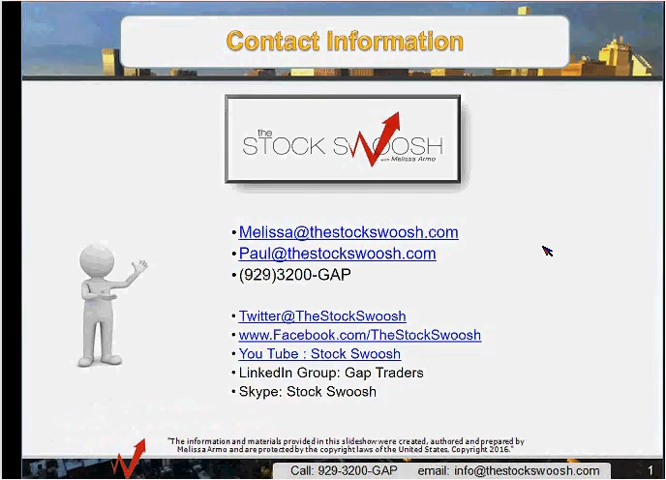 Contact Information
the
STOCK SWOOSH
with Melissa Armo
•Melissa@thestockswoosh.com
•Paul@thestockswoosh.com
•(929)3200-GAP
•Twitter@TheStockSwoosh
•www.Facebook.com/TheStockSwoosh
•You Tube : Stock Swoosh
•LinkedIn Group: Gap Traders
•Skype: Stock Swoosh
"The information and materials provided in this slideshow were created, authored and prepared by
Melissa Armo and are protected by the copyright laws of the United States, Copyright 2016."
Call: 929-3200-GAP email: info@thestockswoosh.com 1